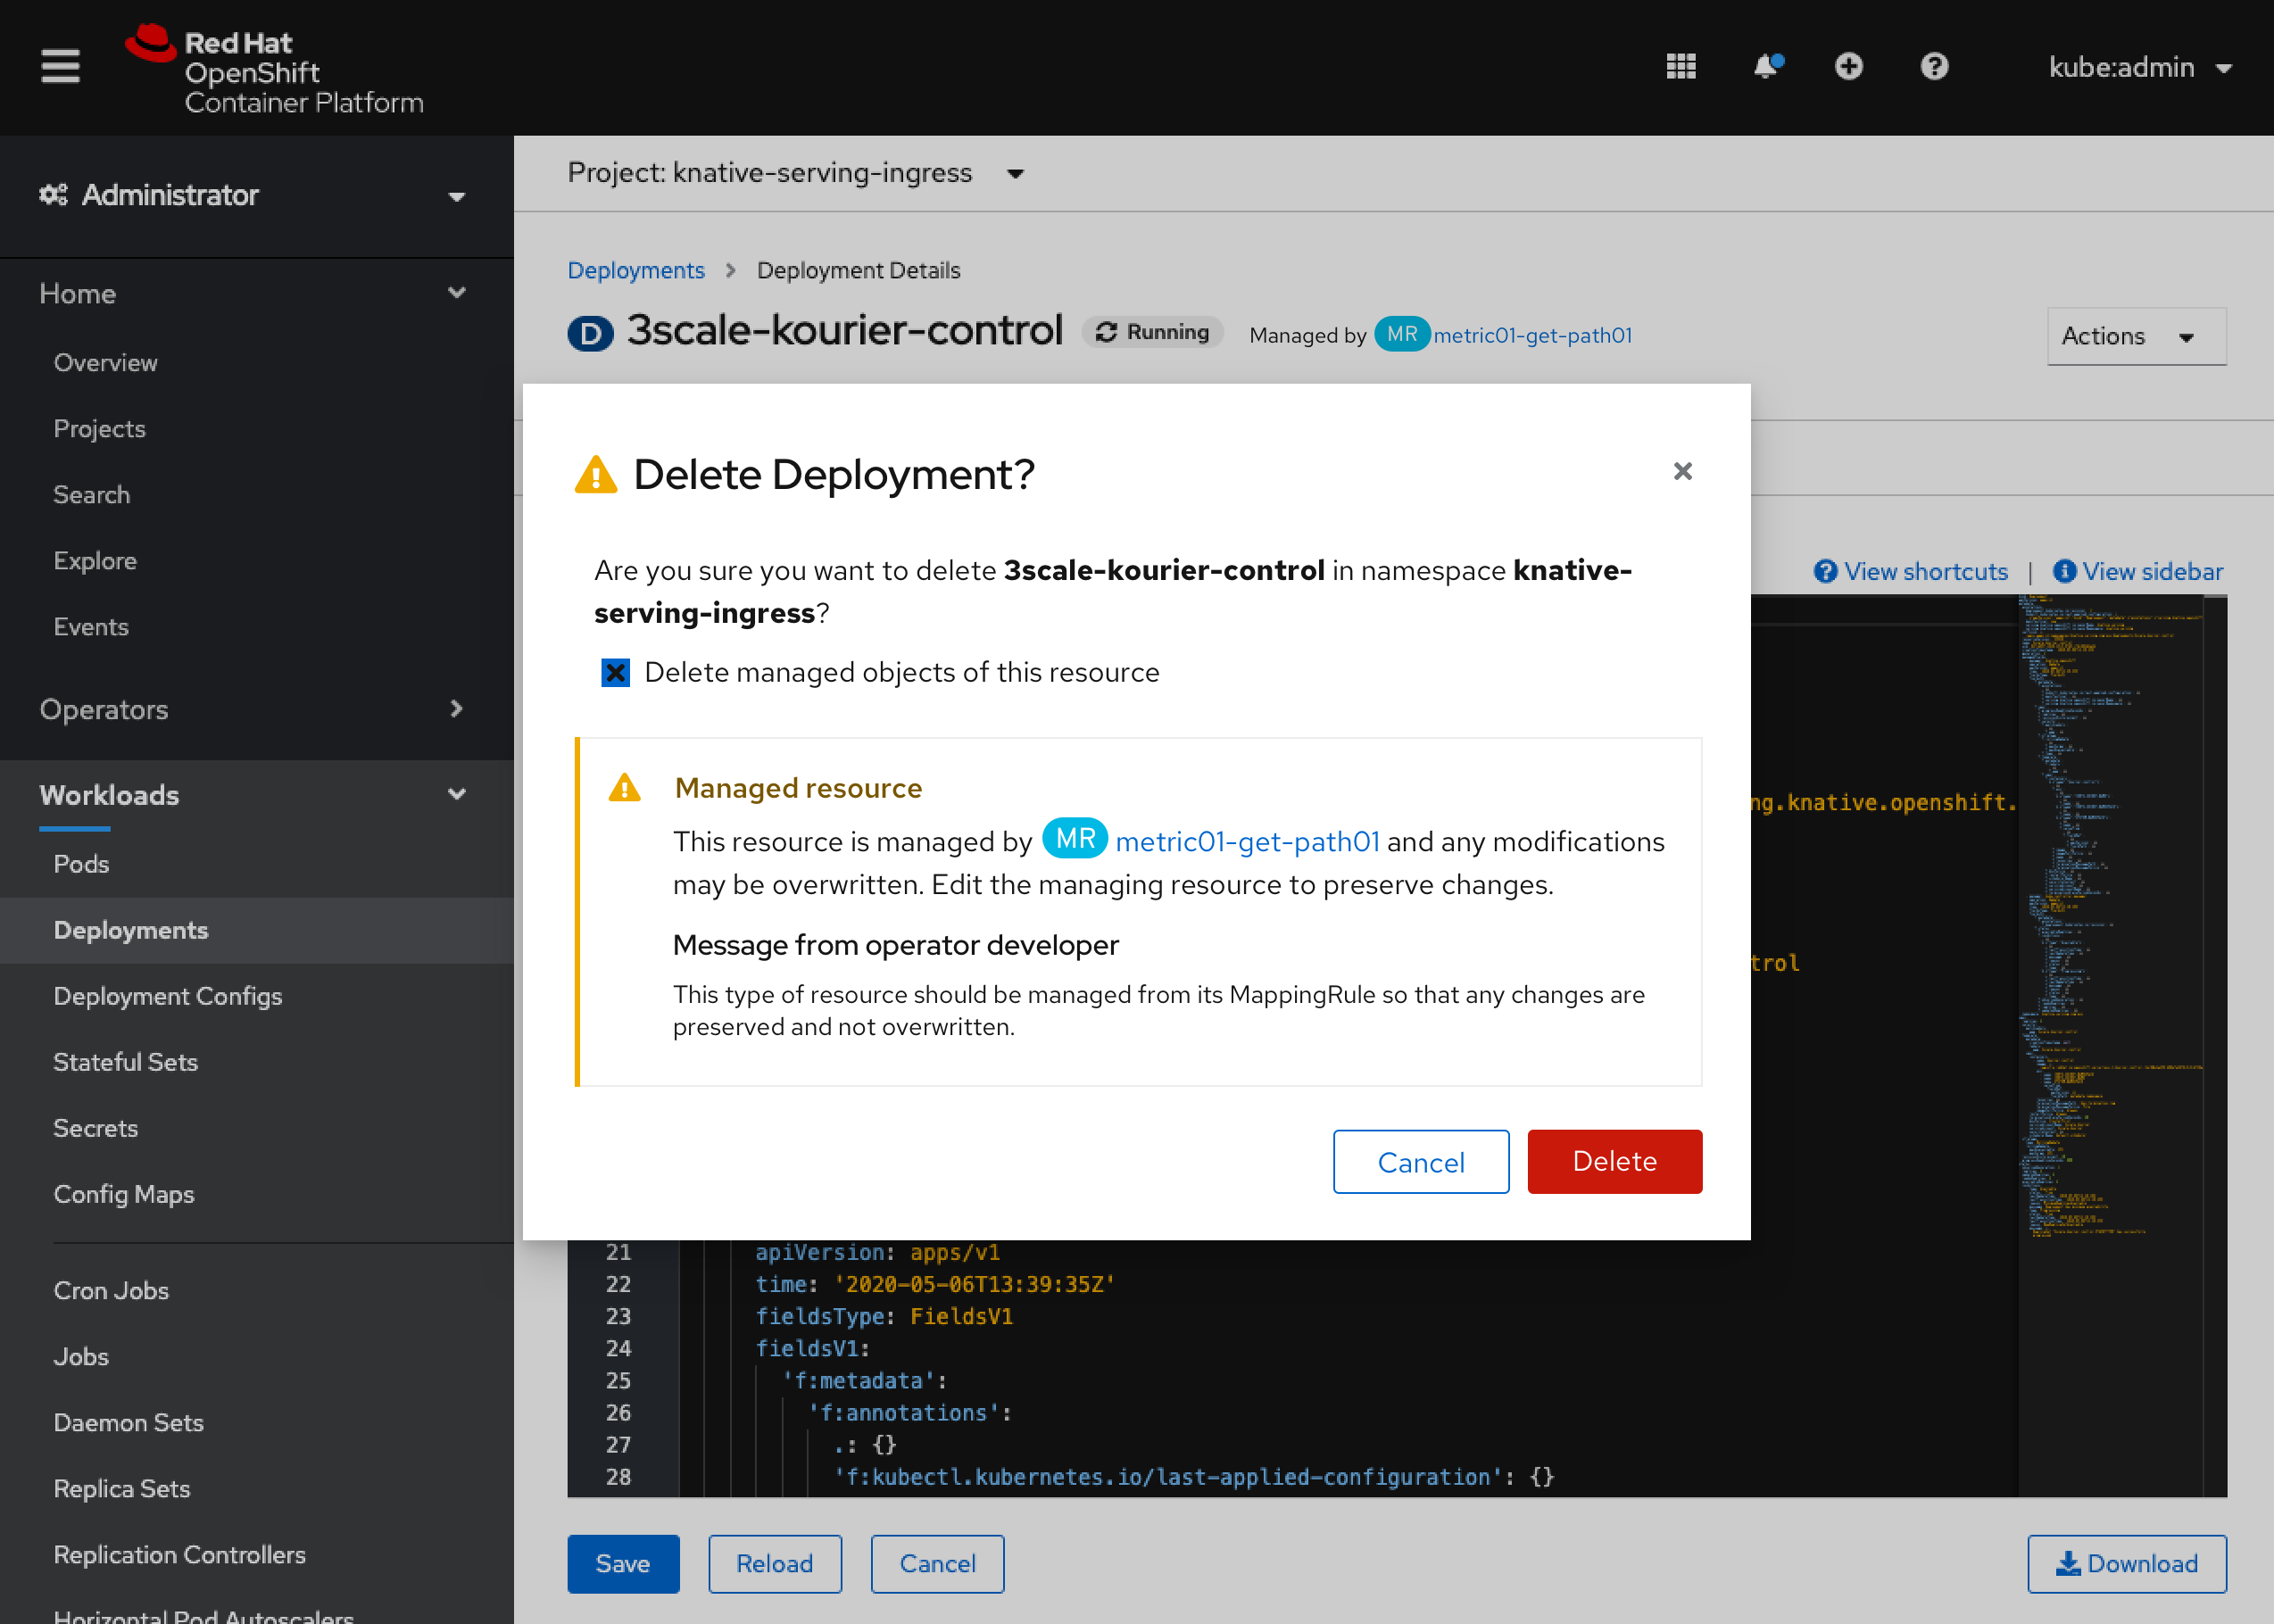 Red Hat
OpenShift
Container Platform
kube:admin
Administrator
Home
Overview
Projects
Search
Explore
Events
Operators
Workloads
Pods
Deployments
Deployment Configs
Stateful Sets
Secrets
Config Maps
Cron Jobs
Jobs
Daemon Sets
Replica Sets
Replication Controllers
Horizontal Pod Autoscalers
Project: knative-serving-ingress
Deployments > Deployment Details
D 3scale-kourier-control Running Managed by MR metric01-get-path01
Actions
View shortcuts | View sidebar
Delete Deployment?
Are you sure you want to delete 3scale-kourier-control in namespace knative-
serving-ingress?
Delete managed objects of this resource
Managed resource
This resource is managed by MR metric01-get-path01 and any modifications
may be overwritten. Edit the managing resource to preserve changes.
Message from operator developer
This type of resource should be managed from its MappingRule so that any changes are
preserved and not overwritten.
Cancel Delete
ng.knative.openshift.
trol
21 apiVersion: apps/v1
22 time: '2020-05-06T13:39:35Z'
23 fieldsType: FieldsV1
24 fieldsV1:
25 'f:metadata':
26 'f:annotations':
27 .: {}
28 'f:kubectl.kubernetes.io/last-applied-configuration': {}
Save Reload Cancel Download